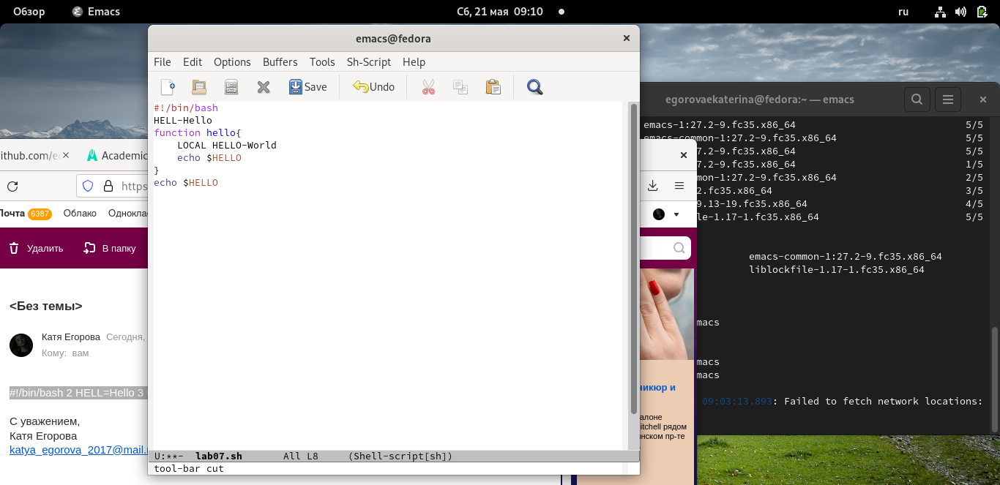 Обзор Emacs Сб, 21 мая 09:10 ru
emacs@fedora
File Edit Options Buffers Tools Sh-Script Help
Save Undo
#!/bin/bash
HELL-Hello
function hello{
LOCAL HELLO-World
echo $HELLO
}
echo $HELLO
U:**- lab07.sh All L8 (Shell-script[sh])
tool-bar cut
egorovaekaterina@fedora:~ — emacs
emacs-1:27.2-9.fc35.x86_64 5/5
emacs-common-1:27.2-9.fc35.x86_64 5/5
7.2-9.fc35.x86_64 5/5
7.2-9.fc35.x86_64 1/5
mon-1:27.2-9.fc35.x86_64 2/5
2.fc35.x86_64 3/5
9.13-19.fc35.x86_64 4/5
le-1.17-1.fc35.x86_64 5/5
emacs-common-1:27.2-9.fc35.x86_64
liblockfile-1.17-1.fc35.x86_64
macs
macs
macs
09:03:13.893: Failed to fetch network locations:
ithub.com/e Academic
https
Почта 6387 Облако Одноклас
Удалить В папку
<Без темы>
Катя Егорова Сегодня,
Кому: вам
#!/bin/bash 2 HELL=Hello 3
С уважением,
Катя Егорова
katya_egorova_2017@mail.
никюр и
алоне
itchell рядом
инском пр-те